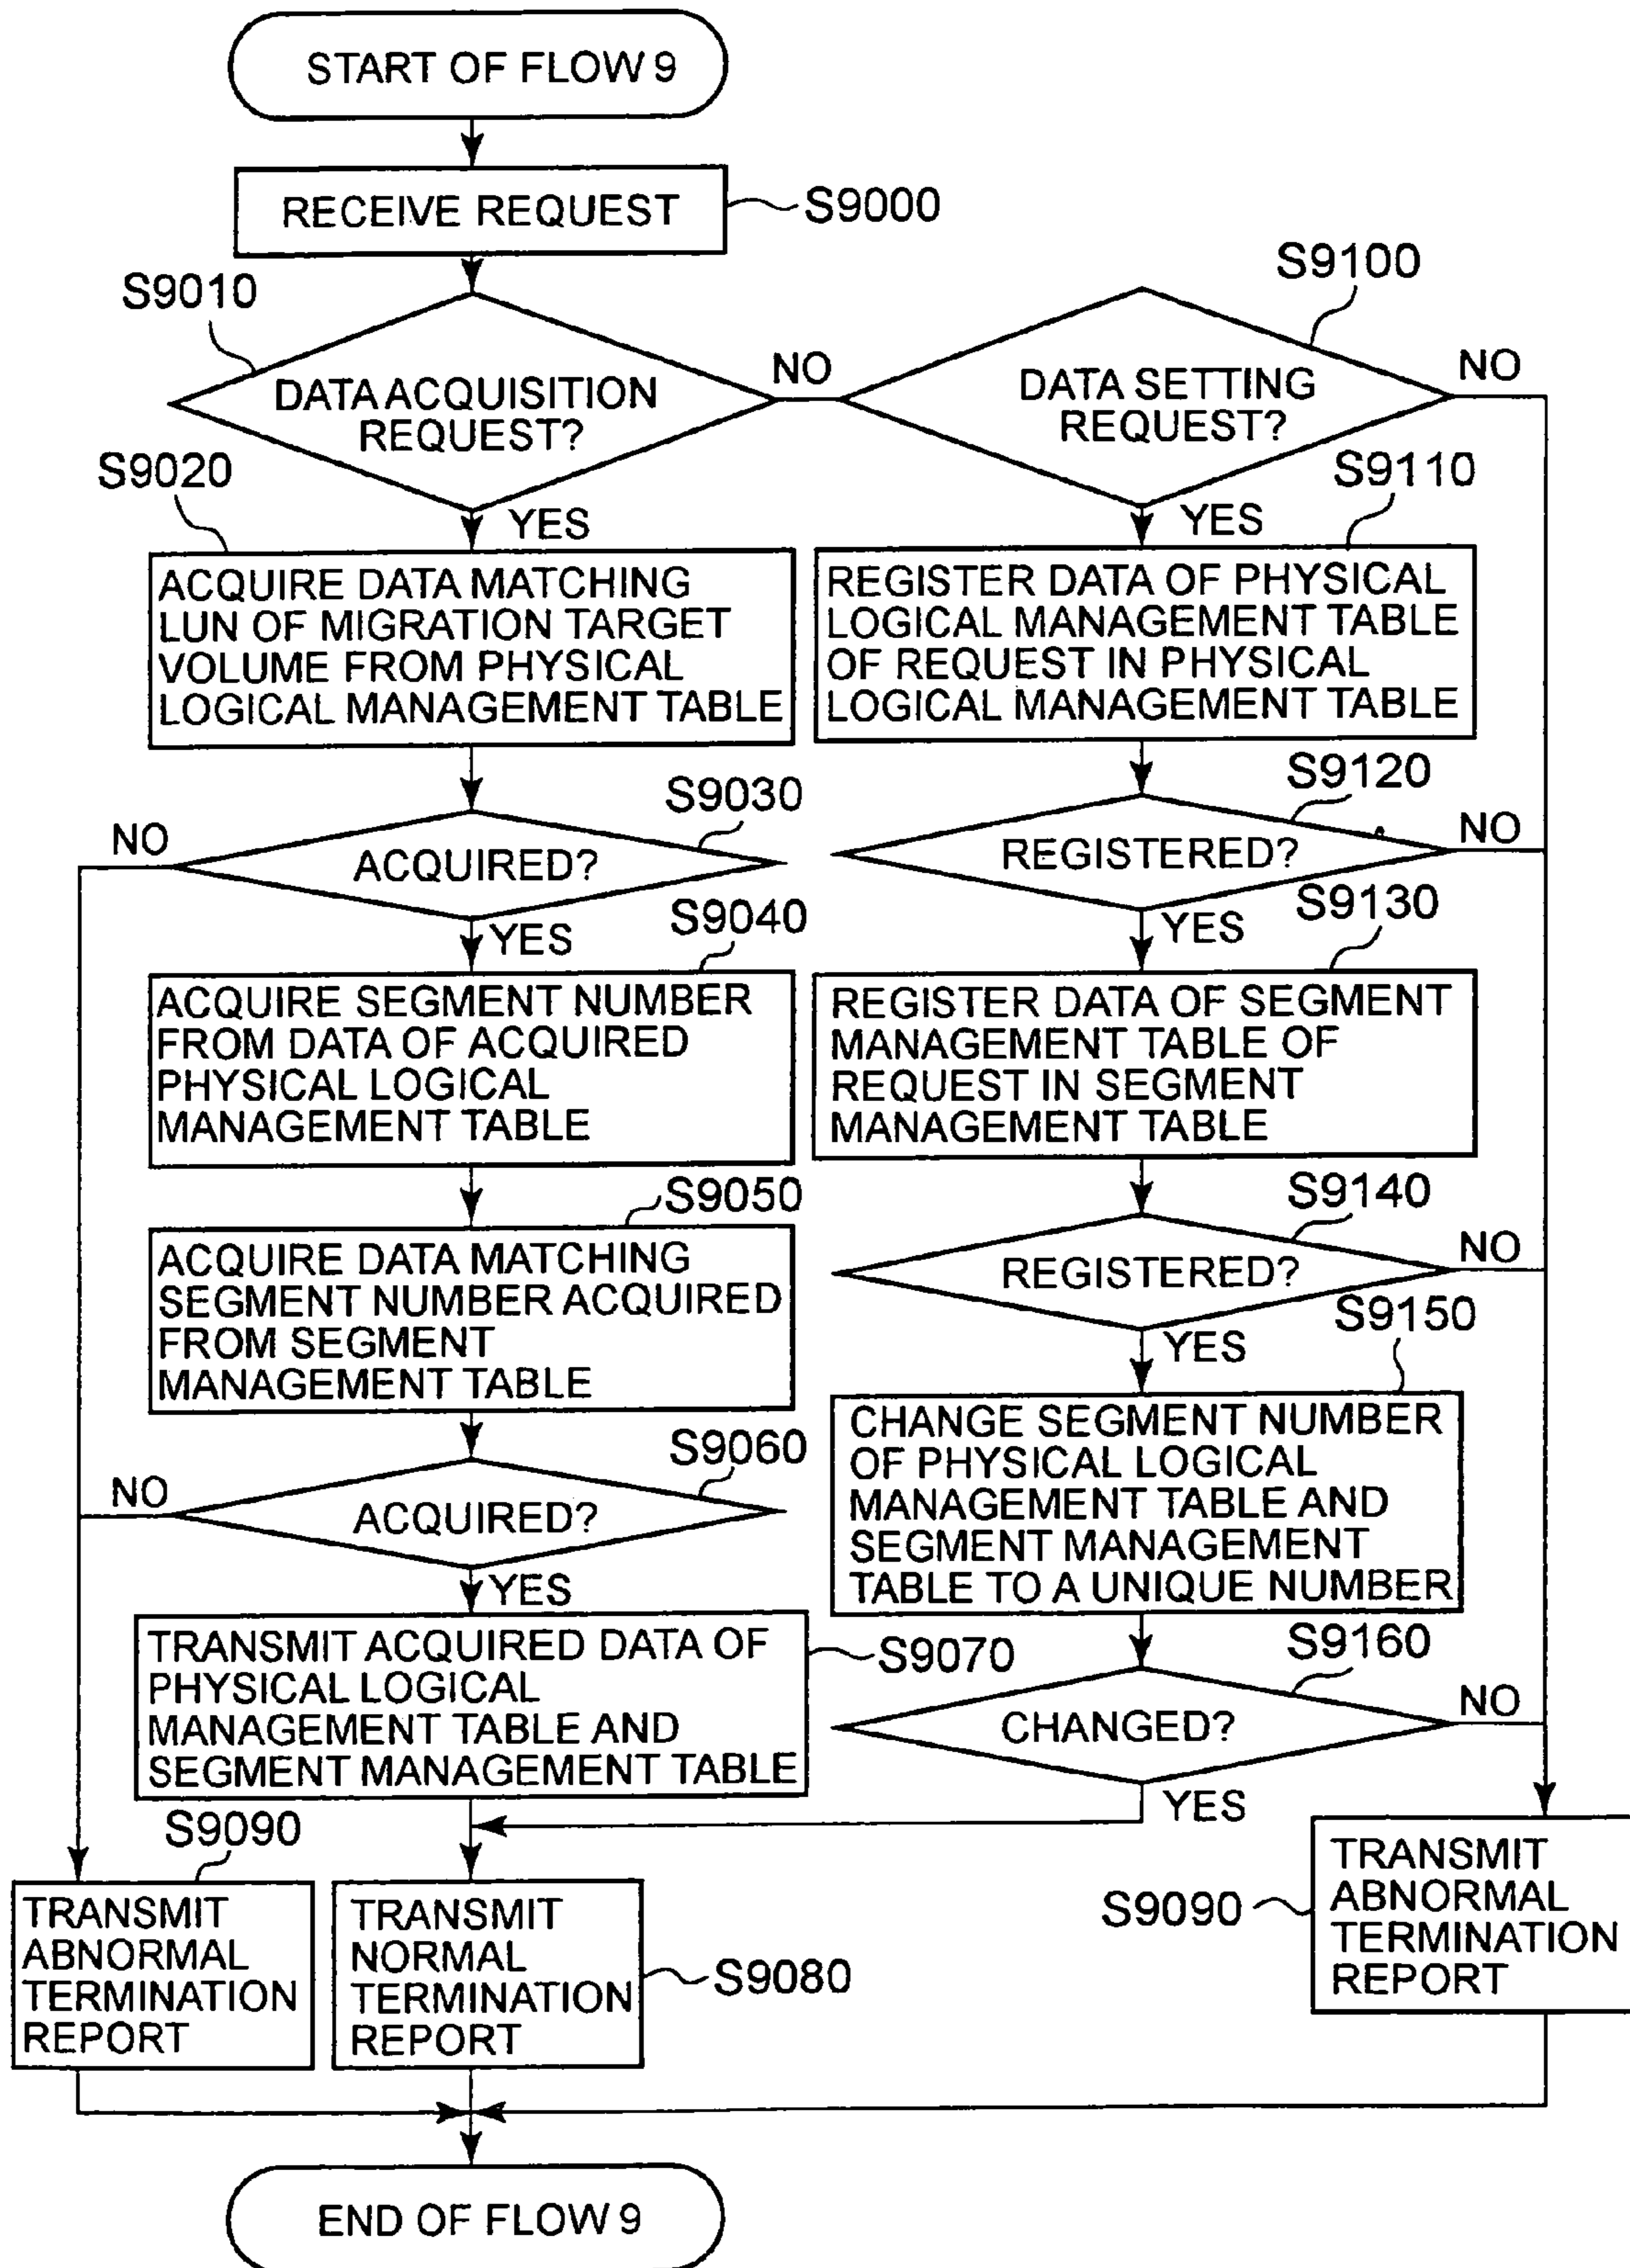 START OF FLOW 9
RECEIVE REQUEST
S9000
S9010
DATA ACQUISITION
REQUEST?
NO
YES
S9020
ACQUIRE DATA MATCHING
LUN OF MIGRATION TARGET
VOLUME FROM PHYSICAL
LOGICAL MANAGEMENT TABLE
S9030
ACQUIRED?
NO
YES
S9040
ACQUIRE SEGMENT NUMBER
FROM DATA OF ACQUIRED
PHYSICAL LOGICAL
MANAGEMENT TABLE
S9050
ACQUIRE DATA MATCHING
SEGMENT NUMBER ACQUIRED
FROM SEGMENT
MANAGEMENT TABLE
S9060
ACQUIRED?
NO
YES
TRANSMIT ACQUIRED DATA OF
PHYSICAL LOGICAL
MANAGEMENT TABLE AND
SEGMENT MANAGEMENT TABLE
S9070
S9090
TRANSMIT
ABNORMAL
TERMINATION
REPORT
TRANSMIT
NORMAL
TERMINATION
REPORT
S9080
S9100
DATA SETTING
REQUEST?
NO
YES
S9110
REGISTER DATA OF PHYSICAL
LOGICAL MANAGEMENT TABLE
OF REQUEST IN PHYSICAL
LOGICAL MANAGEMENT TABLE
S9120
REGISTERED?
NO
YES
S9130
REGISTER DATA OF SEGMENT
MANAGEMENT TABLE OF
REQUEST IN SEGMENT
MANAGEMENT TABLE
S9140
REGISTERED?
NO
YES
S9150
CHANGE SEGMENT NUMBER
OF PHYSICAL LOGICAL
MANAGEMENT TABLE AND
SEGMENT MANAGEMENT
TABLE TO A UNIQUE NUMBER
S9160
CHANGED?
NO
YES
S9090
TRANSMIT
ABNORMAL
TERMINATION
REPORT
END OF FLOW 9